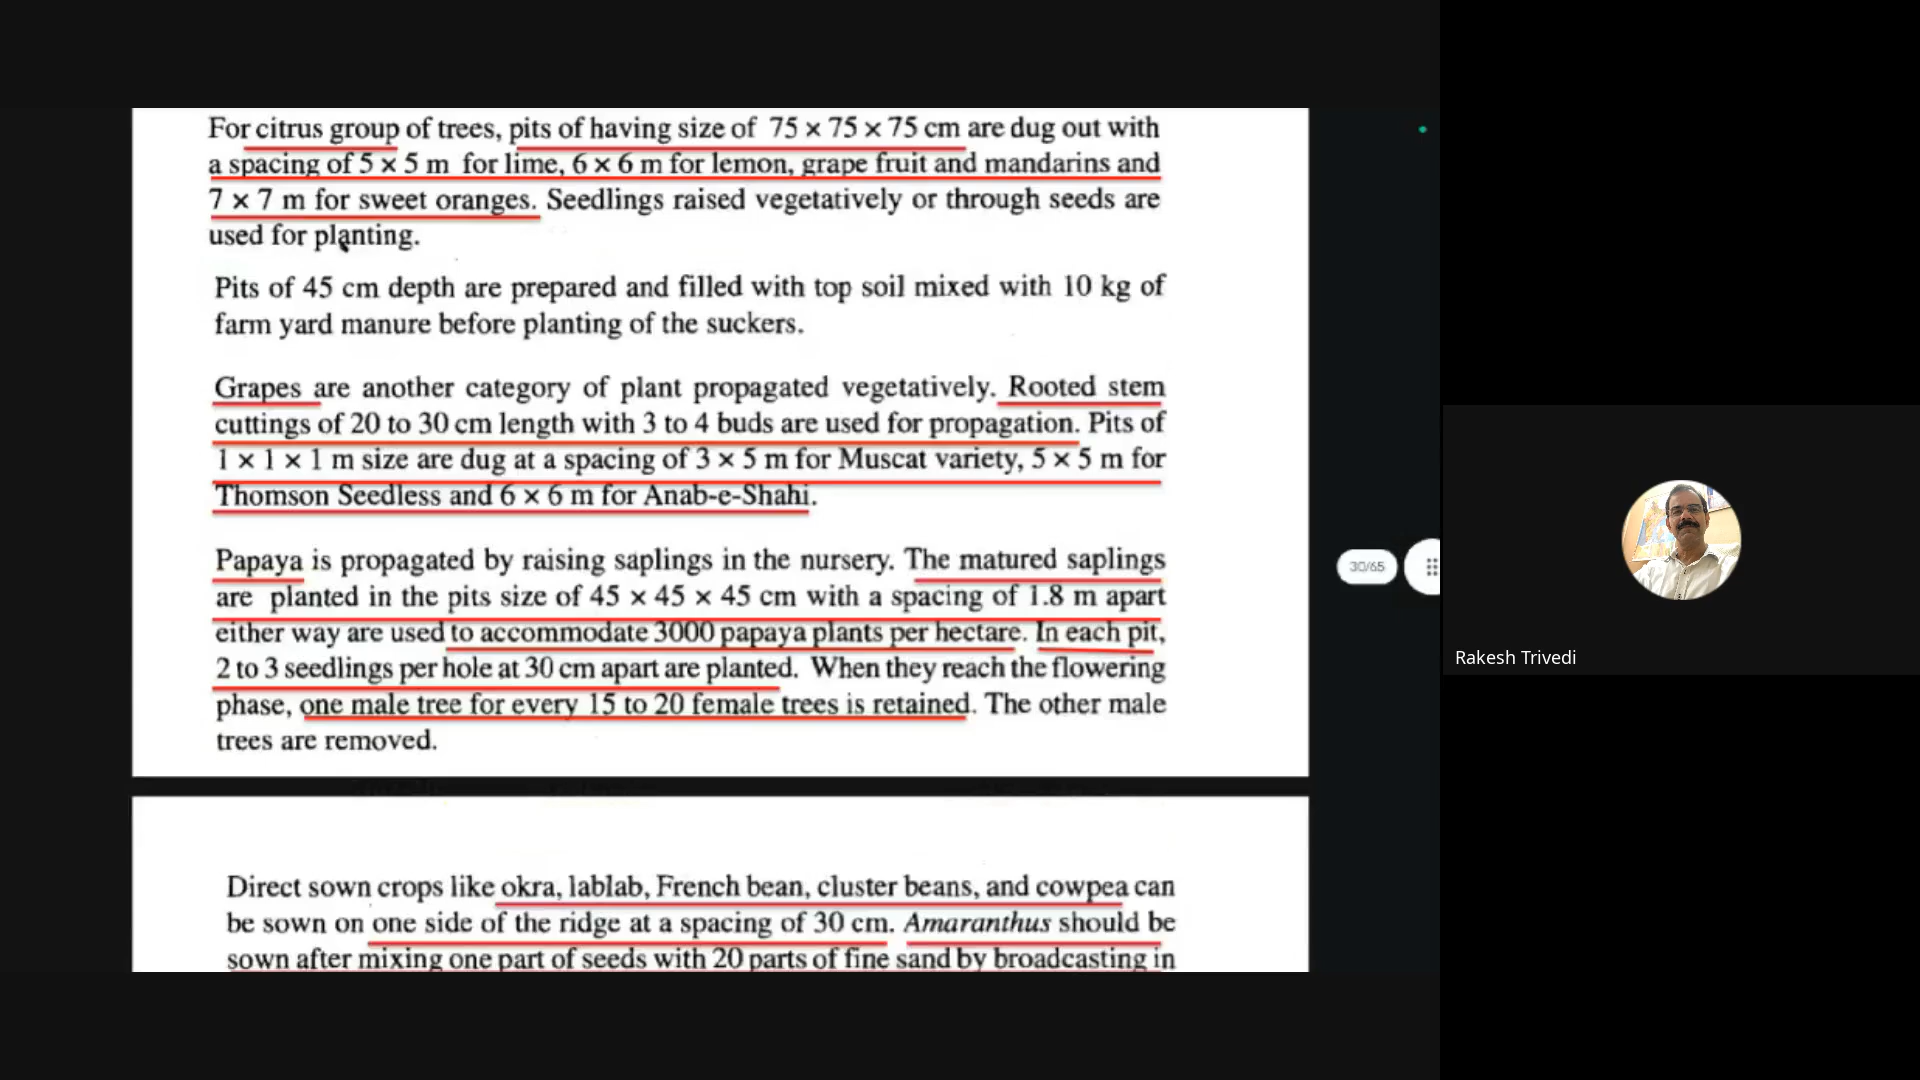 For citrus group of trees, pits of having size of 75 × 75 × 75 cm are dug out with
a spacing of 5 × 5 m for lime, 6 × 6 m for lemon, grape fruit and mandarins and
7 × 7 m for sweet oranges. Seedlings raised vegetatively or through seeds are
used for planting.
Pits of 45 cm depth are prepared and filled with top soil mixed with 10 kg of
farm yard manure before planting of the suckers.
Grapes are another category of plant propagated vegetatively. Rooted stem
cuttings of 20 to 30 cm length with 3 to 4 buds are used for propagation. Pits of
1 × 1 × 1 m size are dug at a spacing of 3 × 5 m for Muscat variety, 5 × 5 m for
Thomson Seedless and 6 × 6 m for Anab-e-Shahi.
Papaya is propagated by raising saplings in the nursery. The matured saplings
are planted in the pits size of 45 × 45 × 45 cm with a spacing of 1.8 m apart
either way are used to accommodate 3000 papaya plants per hectare. In each pit,
2 to 3 seedlings per hole at 30 cm apart are planted. When they reach the flowering
phase, one male tree for every 15 to 20 female trees is retained. The other male
trees are removed.
Direct sown crops like okra, lablab, French bean, cluster beans, and cowpea can
be sown on one side of the ridge at a spacing of 30 cm. Amaranthus should be
sown after mixing one part of seeds with 20 parts of fine sand by broadcasting in
30/65
Rakesh Trivedi